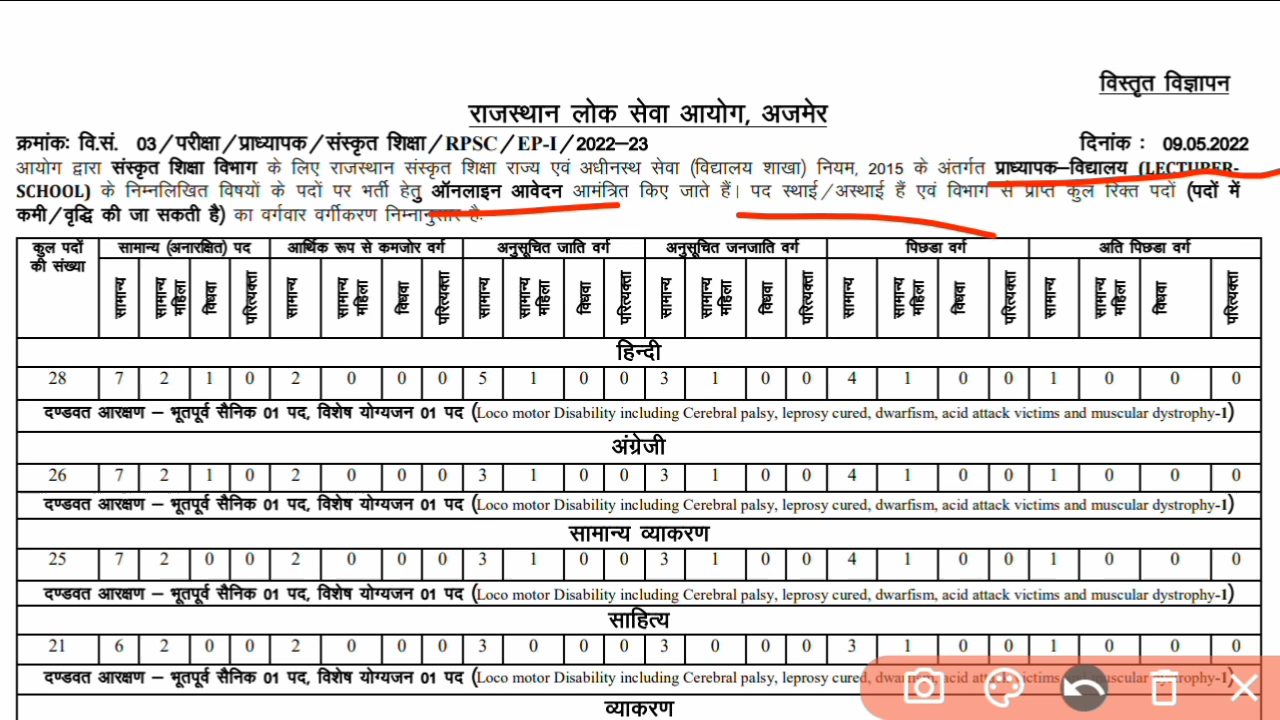 विस्तृत विज्ञापन
राजस्थान लोक सेवा आयोग, अजमेर
क्रमांकः वि.सं. 03/परीक्षा/प्राध्यापक/संस्कृत शिक्षा/RPSC/EP-I/2022–23 दिनांक : 09.05.2022
आयोग द्वारा संस्कृत शिक्षा विभाग के लिए राजस्थान संस्कृत शिक्षा राज्य एवं अधीनस्थ सेवा (विद्यालय शाखा) नियम, 2015 के अंतर्गत प्राध्यापक–विद्यालय (LECTURER-
SCHOOL) के निम्नलिखित विषयों के पदों पर भर्ती हेतु ऑनलाइन आवेदन आमंत्रित किए जाते हैं। पद स्थाई/अस्थाई हैं एवं विभाग से प्राप्त कुल रिक्त पदों (पदों में
कमी/वृद्धि की जा सकती है) का वर्गवार वर्गीकरण निम्नानुसार है:
कुल पदों की संख्या सामान्य (अनारक्षित) पद आर्थिक रूप से कमजोर वर्ग अनुसूचित जाति वर्ग अनुसूचित जनजाति वर्ग पिछडा वर्ग अति पिछडा वर्ग
सामान्य सामान्य महिला विधवा परित्यक्ता सामान्य सामान्य महिला विधवा परित्यक्ता सामान्य सामान्य महिला विधवा परित्यक्ता सामान्य सामान्य महिला विधवा परित्यक्ता सामान्य सामान्य महिला विधवा परित्यक्ता सामान्य सामान्य महिला विधवा परित्यक्ता
हिन्दी
28 7 2 1 0 2 0 0 0 5 1 0 0 3 1 0 0 4 1 0 0 1 0 0 0
दण्डवत आरक्षण – भूतपूर्व सैनिक 01 पद, विशेष योग्यजन 01 पद (Loco motor Disability including Cerebral palsy, leprosy cured, dwarfism, acid attack victims and muscular dystrophy-1)
अंग्रेजी
26 7 2 1 0 2 0 0 0 3 1 0 0 3 1 0 0 4 1 0 0 1 0 0 0
दण्डवत आरक्षण – भूतपूर्व सैनिक 01 पद, विशेष योग्यजन 01 पद (Loco motor Disability including Cerebral palsy, leprosy cured, dwarfism, acid attack victims and muscular dystrophy-1)
सामान्य व्याकरण
25 7 2 0 0 2 0 0 0 3 1 0 0 3 1 0 0 4 1 0 0 1 0 0 0
दण्डवत आरक्षण – भूतपूर्व सैनिक 01 पद, विशेष योग्यजन 01 पद (Loco motor Disability including Cerebral palsy, leprosy cured, dwarfism, acid attack victims and muscular dystrophy-1)
साहित्य
21 6 2 0 0 2 0 0 0 3 0 0 0 3 0 0 0 3 1 0 0 1 0 0 0
दण्डवत आरक्षण – भूतपूर्व सैनिक 01 पद, विशेष योग्यजन 01 पद (Loco motor Disability including Cerebral palsy, leprosy cured, dwarfism, acid attack victims and muscular dystrophy-1)
व्याकरण